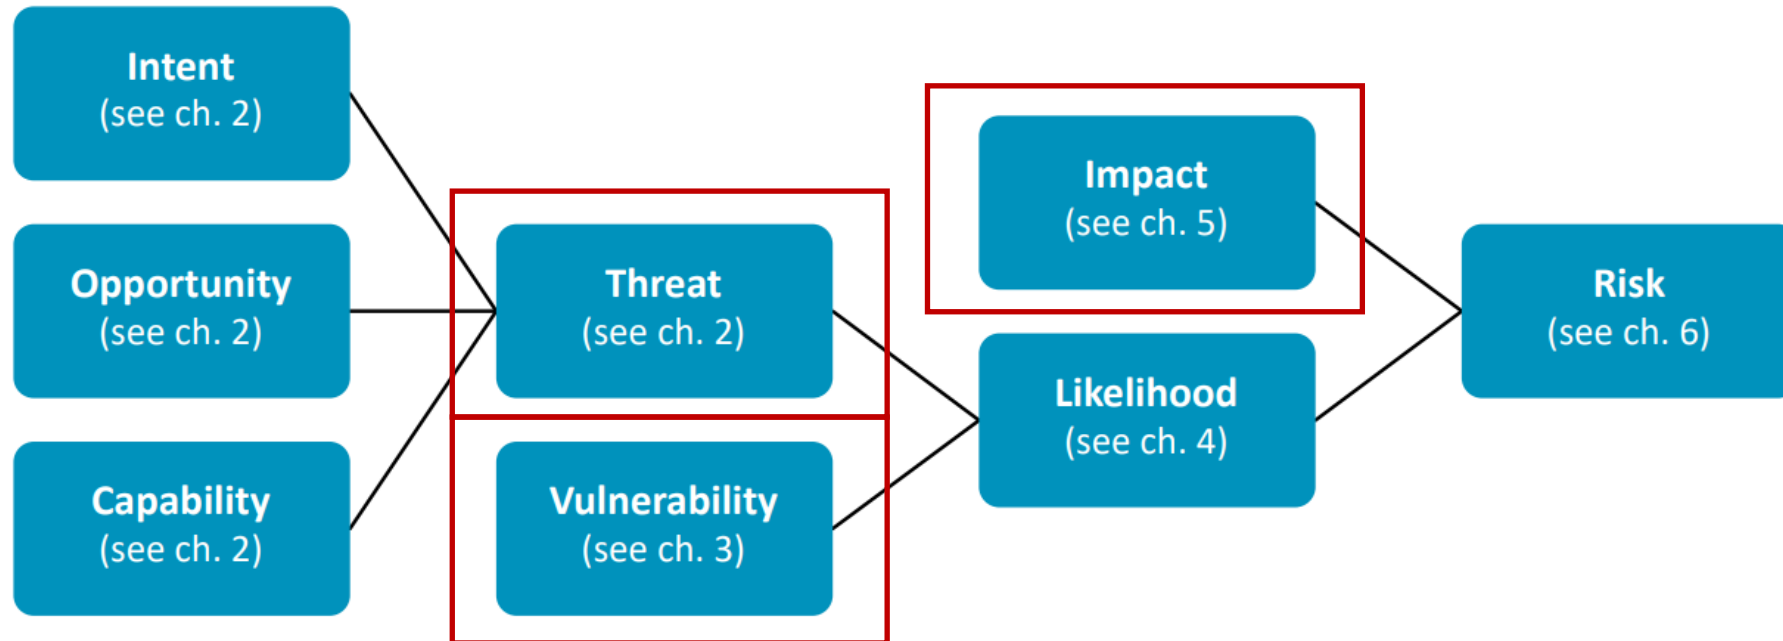 Intent
(see ch. 2)
Opportunity
(see ch. 2)
Capability
(see ch. 2)
Threat
(see ch. 2)
Vulnerability
(see ch. 3)
Impact
(see ch. 5)
Likelihood
(see ch. 4)
Risk
(see ch. 6)